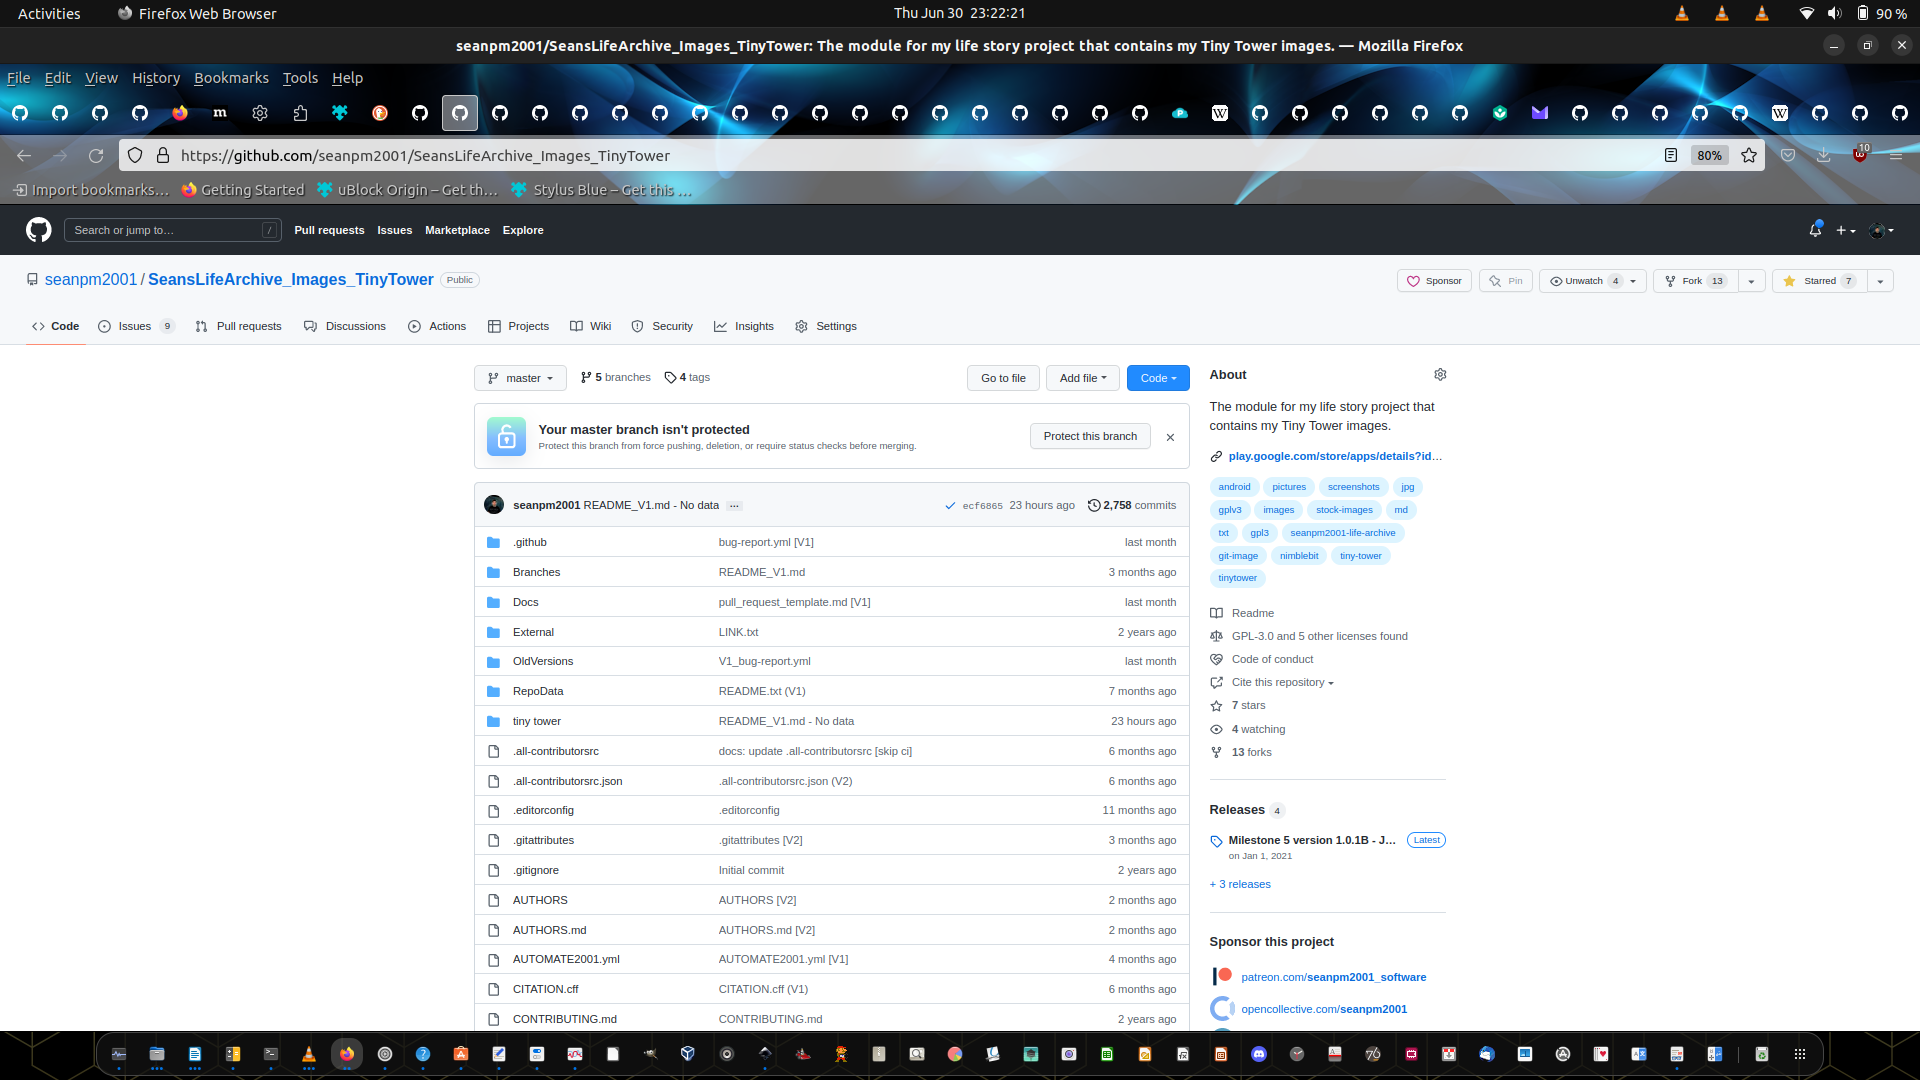 Activities
Firefox Web Browser
Thu Jun 30 23:22:21
90 %
seanpm2001/SeansLifeArchive_Images_TinyTower: The module for my life story project that contains my Tiny Tower images. — Mozilla Firefox
File Edit View History Bookmarks Tools Help
https://github.com/seanpm2001/SeansLifeArchive_Images_TinyTower
80%
10
Import bookmarks… Getting Started uBlock Origin – Get th… Stylus Blue – Get this …
Search or jump to… /
Pull requests Issues Marketplace Explore
seanpm2001 / SeansLifeArchive_Images_TinyTower Public
Sponsor Pin Unwatch 4 Fork 13 Starred 7
Code Issues 9 Pull requests Discussions Actions Projects Wiki Security Insights Settings
master 5 branches 4 tags
Go to file Add file Code
Your master branch isn't protected
Protect this branch from force pushing, deletion, or require status checks before merging.
Protect this branch
seanpm2001 README_V1.md - No data … ecf6865 23 hours ago 2,758 commits
.github bug-report.yml [V1] last month
Branches README_V1.md 3 months ago
Docs pull_request_template.md [V1] last month
External LINK.txt 2 years ago
OldVersions V1_bug-report.yml last month
RepoData README.txt (V1) 7 months ago
tiny tower README_V1.md - No data 23 hours ago
.all-contributorsrc docs: update .all-contributorsrc [skip ci] 6 months ago
.all-contributorsrc.json .all-contributorsrc.json (V2) 6 months ago
.editorconfig .editorconfig 11 months ago
.gitattributes .gitattributes [V2] 3 months ago
.gitignore Initial commit 2 years ago
AUTHORS AUTHORS [V2] 2 months ago
AUTHORS.md AUTHORS.md [V2] 2 months ago
AUTOMATE2001.yml AUTOMATE2001.yml [V1] 4 months ago
CITATION.cff CITATION.cff (V1) 6 months ago
CONTRIBUTING.md CONTRIBUTING.md 2 years ago
About
The module for my life story project that
contains my Tiny Tower images.
play.google.com/store/apps/details?id…
android pictures screenshots jpg
gplv3 images stock-images md
txt gpl3 seanpm2001-life-archive
git-image nimblebit tiny-tower
tinytower
Readme
GPL-3.0 and 5 other licenses found
Code of conduct
Cite this repository
7 stars
4 watching
13 forks
Releases 4
Milestone 5 version 1.0.1B - J… Latest
on Jan 1, 2021
+ 3 releases
Sponsor this project
patreon.com/seanpm2001_software
opencollective.com/seanpm2001